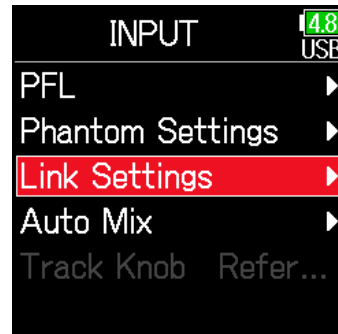 INPUT
4.8
USB
PFL
Phantom Settings
Link Settings
Auto Mix
Track Knob Refer...